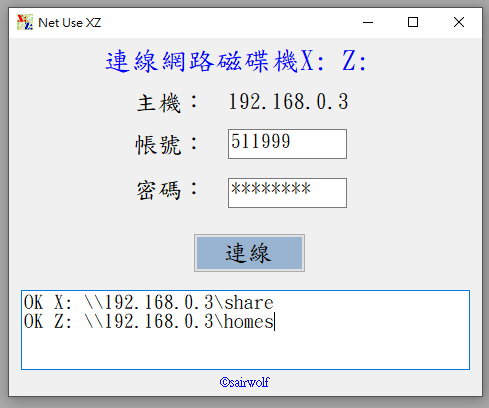 Net Use XZ
連線網路磁碟機X: Z:
主機： 192.168.0.3
帳號： 511999
密碼： ********
連線
OK X: \\192.168.0.3\share
OK Z: \\192.168.0.3\homes
©sairwolf